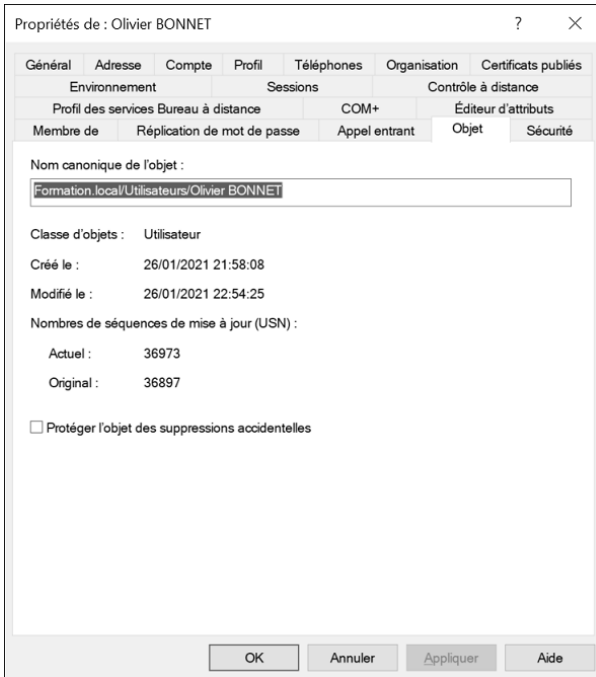 Propriétés de : Olivier BONNET ? ×
Général Adresse Compte Profil Téléphones Organisation Certificats publiés
Environnement Sessions Contrôle à distance
Profil des services Bureau à distance COM+ Éditeur d'attributs
Membre de Réplication de mot de passe Appel entrant Objet Sécurité
Nom canonique de l'objet :
Formation.local/Utilisateurs/Olivier BONNET
Classe d'objets : Utilisateur
Créé le : 26/01/2021 21:58:08
Modifié le : 26/01/2021 22:54:25
Nombres de séquences de mise à jour (USN) :
Actuel : 36973
Original : 36897
Protéger l'objet des suppressions accidentelles
OK Annuler Appliquer Aide